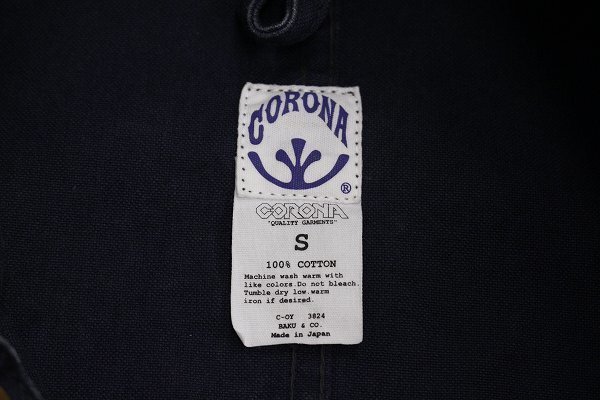 CORONA
®
CORONA
"QUALITY GARMENTS"
S
100% COTTON
Machine wash warm with
like colors.Do not bleach.
Tumble dry low.warm
iron if desired.
C-OY 3824
BAKU & CO.
Made in Japan